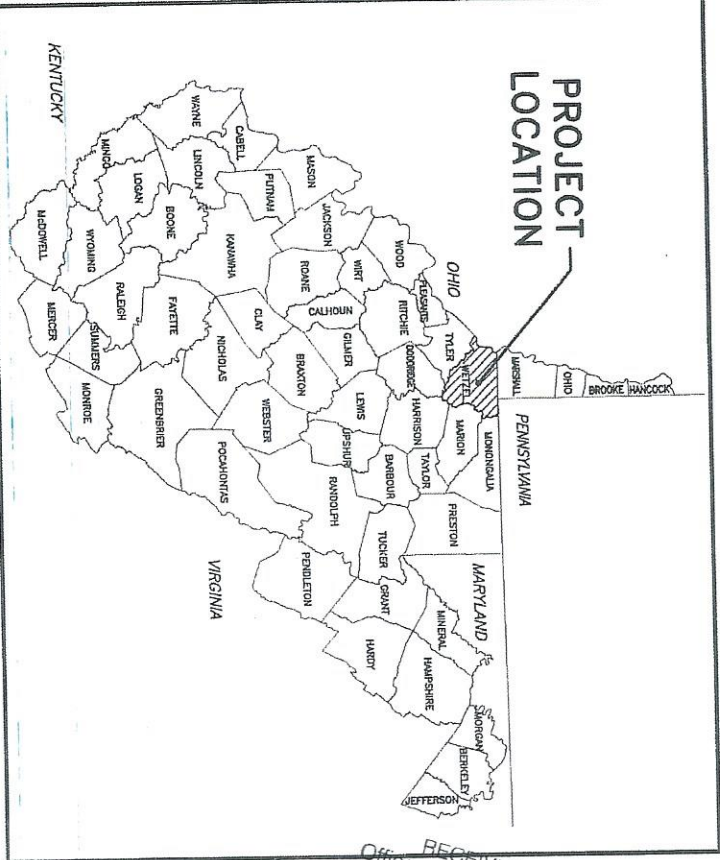 PROJECT
LOCATION
HANCOCK
BROOKE
OHIO
MARSHALL
PENNSYLVANIA
WETZEL
MONONGALIA
OHIO
TYLER
MARION
PRESTON
MARYLAND
PLEASANTS
DODDRIDGE
HARRISON
TAYLOR
MORGAN
BERKELEY
JEFFERSON
WOOD
RITCHIE
MINERAL
HAMPSHIRE
WIRT
GILMER
LEWIS
BARBOUR
TUCKER
GRANT
HARDY
JACKSON
CALHOUN
UPSHUR
MASON
ROANE
BRAXTON
RANDOLPH
PENDLETON
CLAY
WEBSTER
PUTNAM
CABELL
KANAWHA
NICHOLAS
POCAHONTAS
VIRGINIA
WAYNE
LINCOLN
BOONE
FAYETTE
GREENBRIER
LOGAN
MINGO
RALEIGH
SUMMERS
MONROE
WYOMING
MERCER
McDOWELL
KENTUCKY